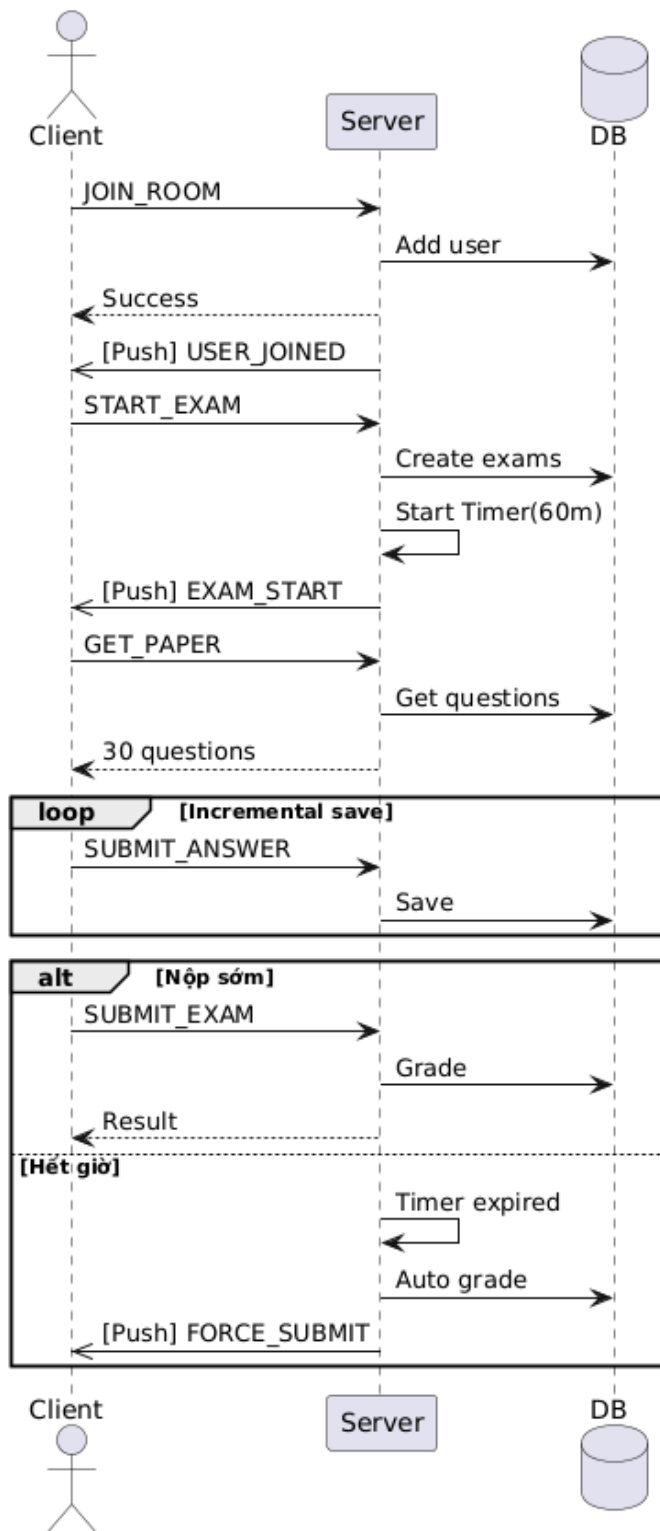 Client
Server
DB
JOIN_ROOM
Add user
Success
[Push] USER_JOINED
START_EXAM
Create exams
Start Timer(60m)
[Push] EXAM_START
GET_PAPER
Get questions
30 questions
loop [Incremental save]
SUBMIT_ANSWER
Save
alt [Nộp sớm]
SUBMIT_EXAM
Grade
Result
[Hết giờ]
Timer expired
Auto grade
[Push] FORCE_SUBMIT
Client
Server
DB